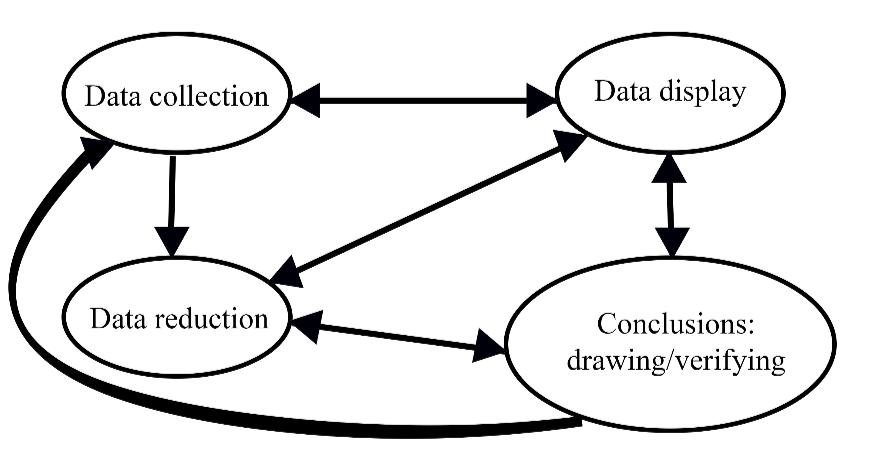 Data collection
Data display
Data reduction
Conclusions:
drawing/verifying